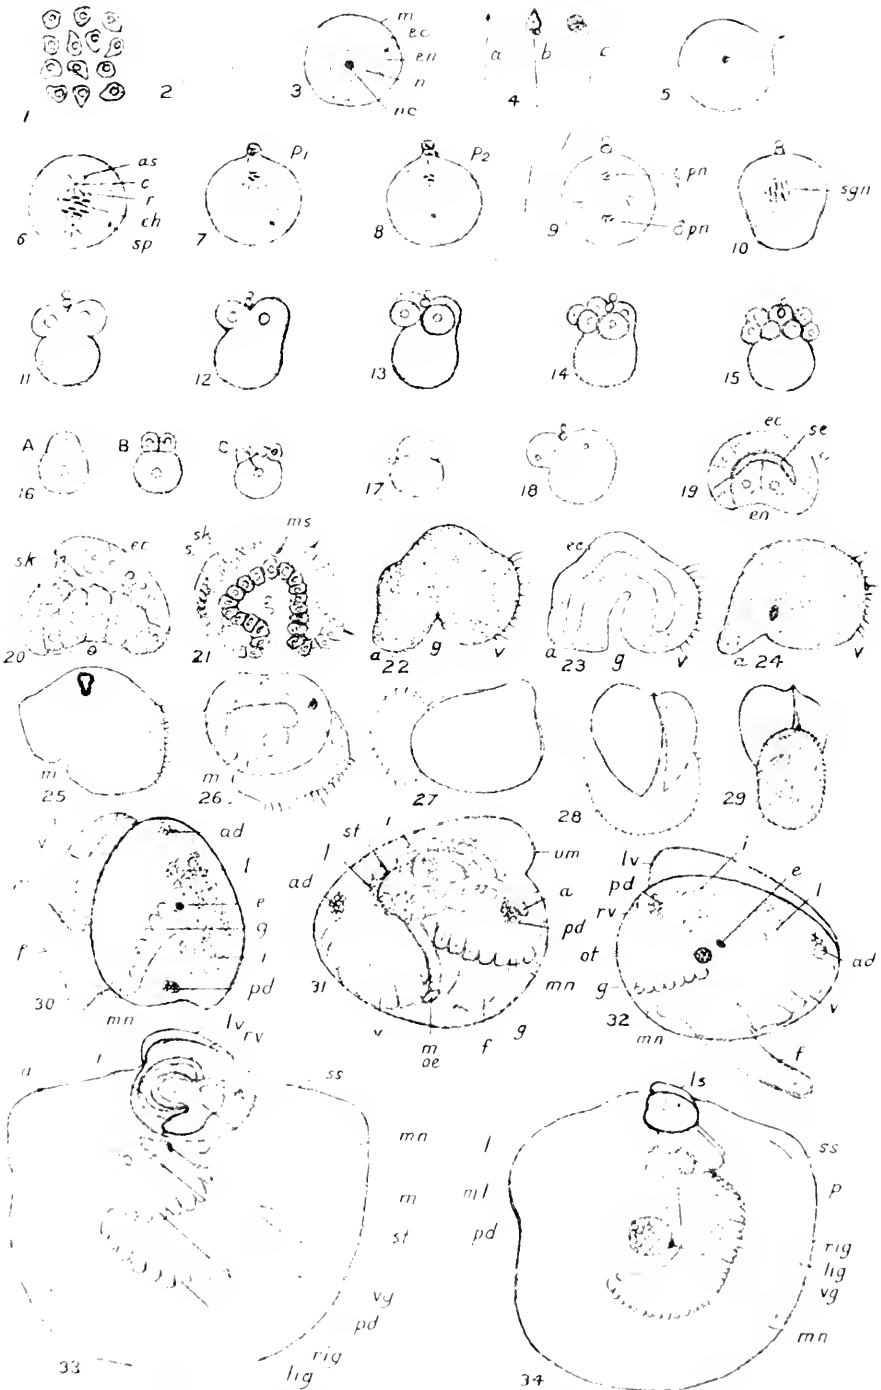 m
ec
en
n
nc
a b c
1 2 3 4 5
as
c
r
ch
sp
p1
p2
♀pn
♂pn
sgn
6 7 8 9 10
11 12 13 14 15
A B C
ec
se
en
16 17 18 19
sk
ec
sk
s
ms
ec
a g v
a g v
a v
20 21 22 23 24
m
m
25 26 27 28 29
v
m
f
ad
l
e
g
i
pd
mn
30
st
l
i
ad
um
a
pd
mn
g
f
v
m
oe
31
lv
pd
rv
ot
g
mn
i
e
l
ad
v
f
32
a
i
lv
rv
ss
mn
m
st
vg
pd
rig
lig
33
ls
l
ml
pd
ss
p
rig
lig
vg
mn
34